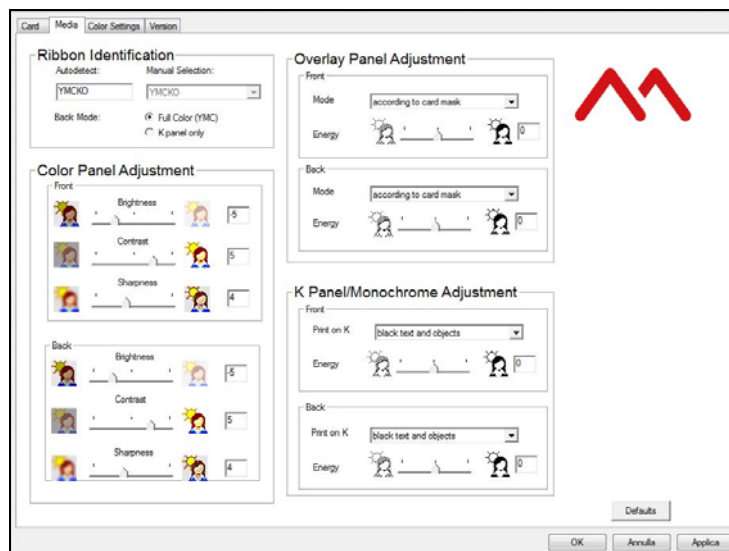 Card Media Color Settings Version
Ribbon Identification
Autodetect: Manual Selection:
YMCKO YMCKO
Back Mode: Full Color (YMC)
K panel only
Color Panel Adjustment
Front
Brightness
-5
Contrast
5
Sharpness
4
Back
Brightness
-5
Contrast
5
Sharpness
4
Overlay Panel Adjustment
Front
Mode according to card mask
Energy 0
Back
Mode according to card mask
Energy 0
K Panel/Monochrome Adjustment
Front
Print on K black text and objects
Energy 0
Back
Print on K black text and objects
Energy 0
Defaults
OK Annulla Applica